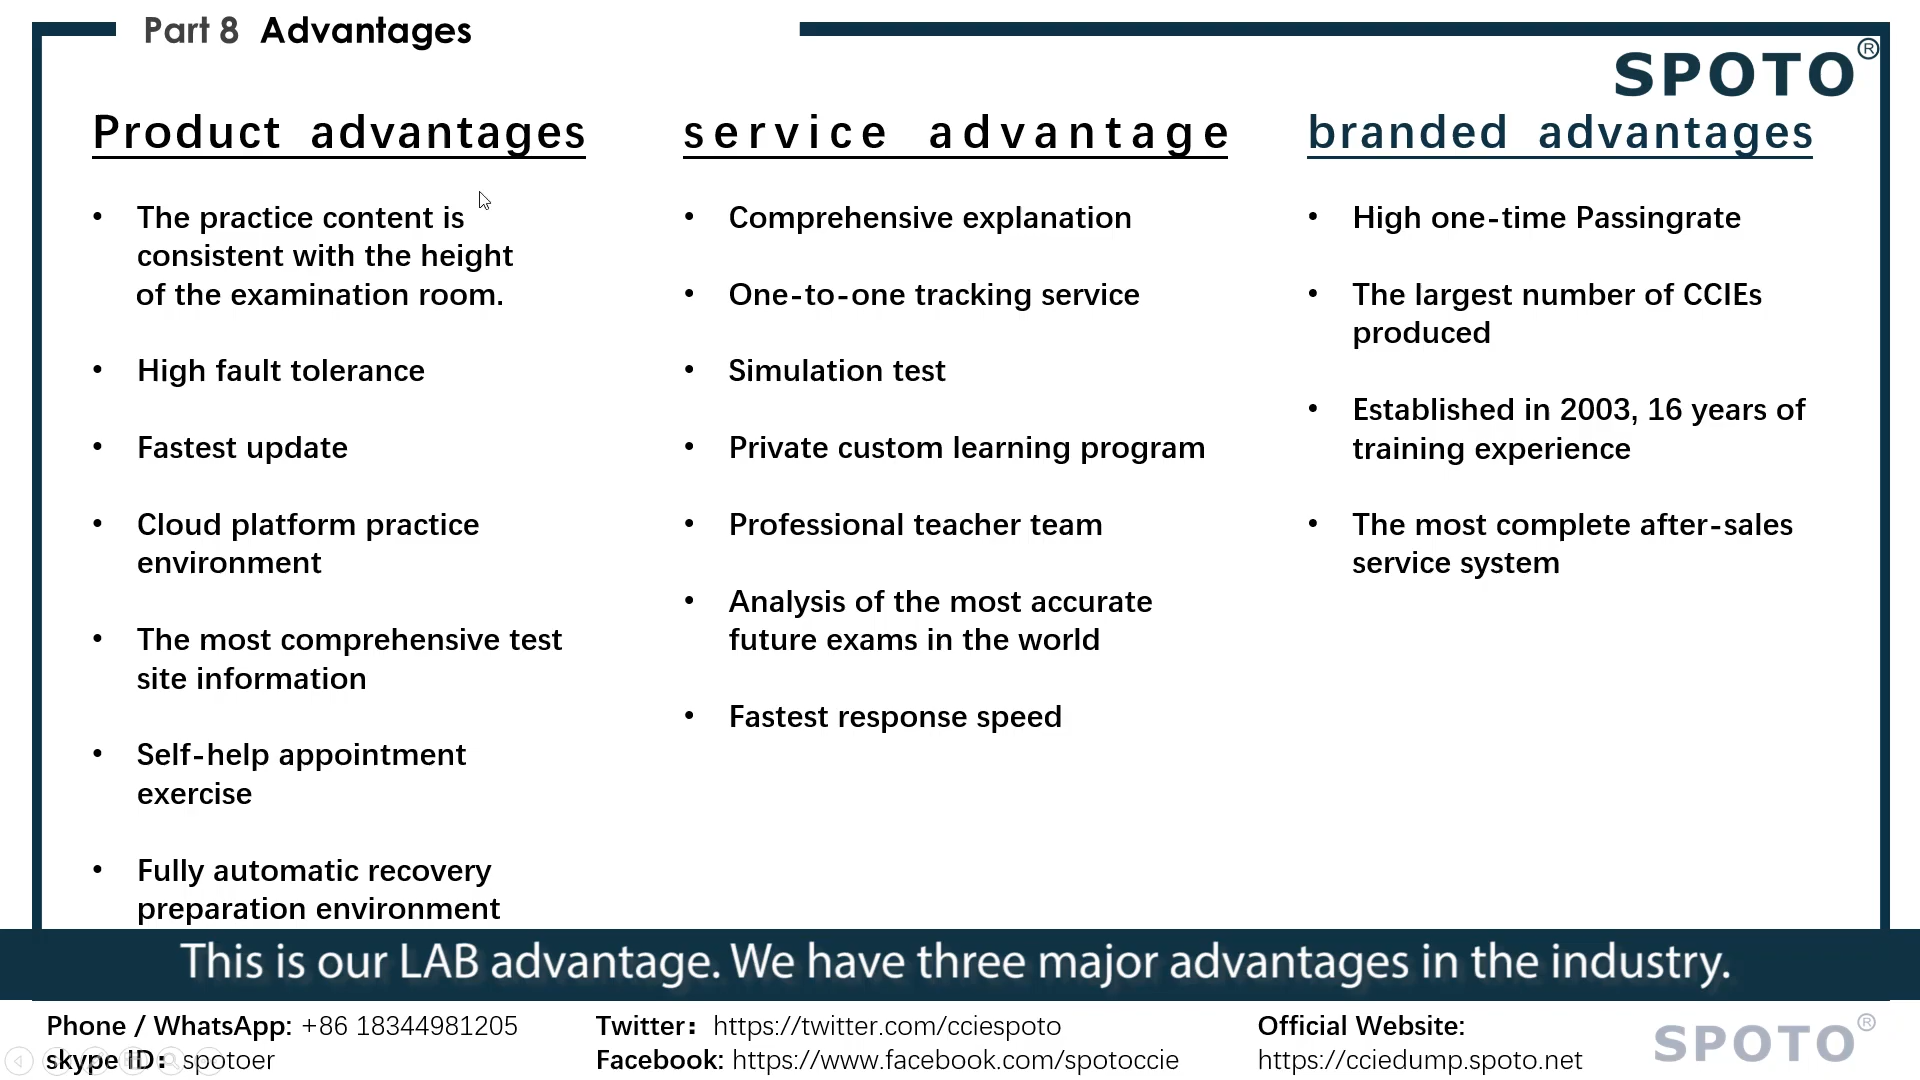 Part 8 Advantages
SPOTO®
Product advantages
• The practice content is
consistent with the height
of the examination room.
• High fault tolerance
• Fastest update
• Cloud platform practice
environment
• The most comprehensive test
site information
• Self-help appointment
exercise
• Fully automatic recovery
preparation environment
service advantage
• Comprehensive explanation
• One-to-one tracking service
• Simulation test
• Private custom learning program
• Professional teacher team
• Analysis of the most accurate
future exams in the world
• Fastest response speed
branded advantages
• High one-time Passingrate
• The largest number of CCIEs
produced
• Established in 2003, 16 years of
training experience
• The most complete after-sales
service system
This is our LAB advantage. We have three major advantages in the industry.
Phone / WhatsApp: +86 18344981205
skype ID: spotoer
Twitter: https://twitter.com/cciespoto
Facebook: https://www.facebook.com/spotoccie
Official Website:
https://cciedump.spoto.net
SPOTO®